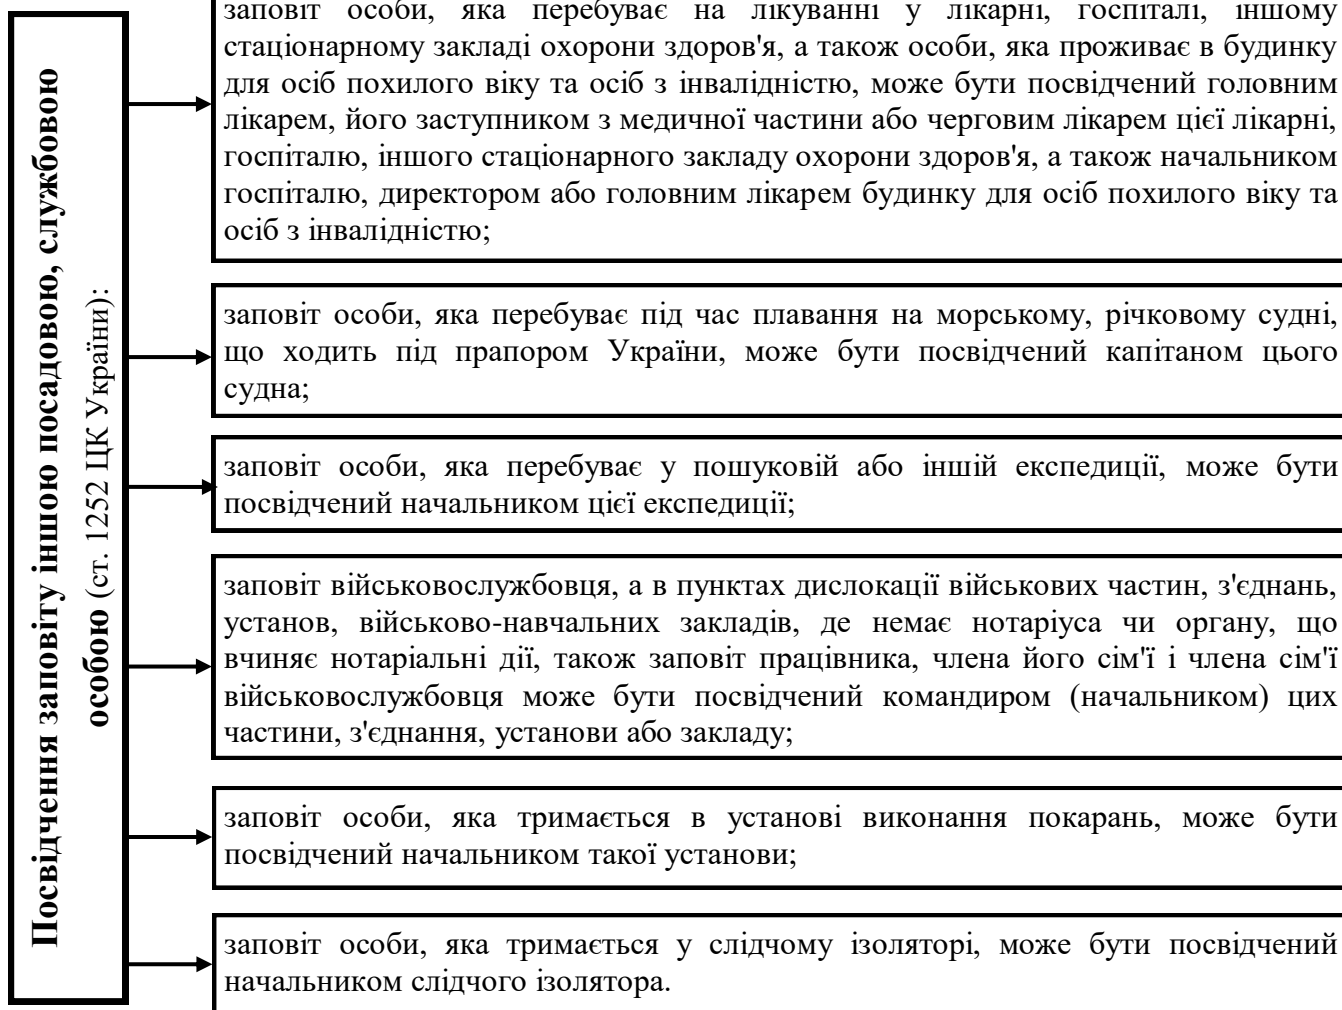 Посвідчення заповіту іншою посадовою, службовою
особою (ст. 1252 ЦК України):
заповіт особи, яка перебуває на лікуванні у лікарні, госпіталі, іншому
стаціонарному закладі охорони здоров'я, а також особи, яка проживає в будинку
для осіб похилого віку та осіб з інвалідністю, може бути посвідчений головним
лікарем, його заступником з медичної частини або черговим лікарем цієї лікарні,
госпіталю, іншого стаціонарного закладу охорони здоров'я, а також начальником
госпіталю, директором або головним лікарем будинку для осіб похилого віку та
осіб з інвалідністю;
заповіт особи, яка перебуває під час плавання на морському, річковому судні,
що ходить під прапором України, може бути посвідчений капітаном цього
судна;
заповіт особи, яка перебуває у пошуковій або іншій експедиції, може бути
посвідчений начальником цієї експедиції;
заповіт військовослужбовця, а в пунктах дислокації військових частин, з'єднань,
установ, військово-навчальних закладів, де немає нотаріуса чи органу, що
вчиняє нотаріальні дії, також заповіт працівника, члена його сім'ї і члена сім'ї
військовослужбовця може бути посвідчений командиром (начальником) цих
частини, з'єднання, установи або закладу;
заповіт особи, яка тримається в установі виконання покарань, може бути
посвідчений начальником такої установи;
заповіт особи, яка тримається у слідчому ізоляторі, може бути посвідчений
начальником слідчого ізолятора.